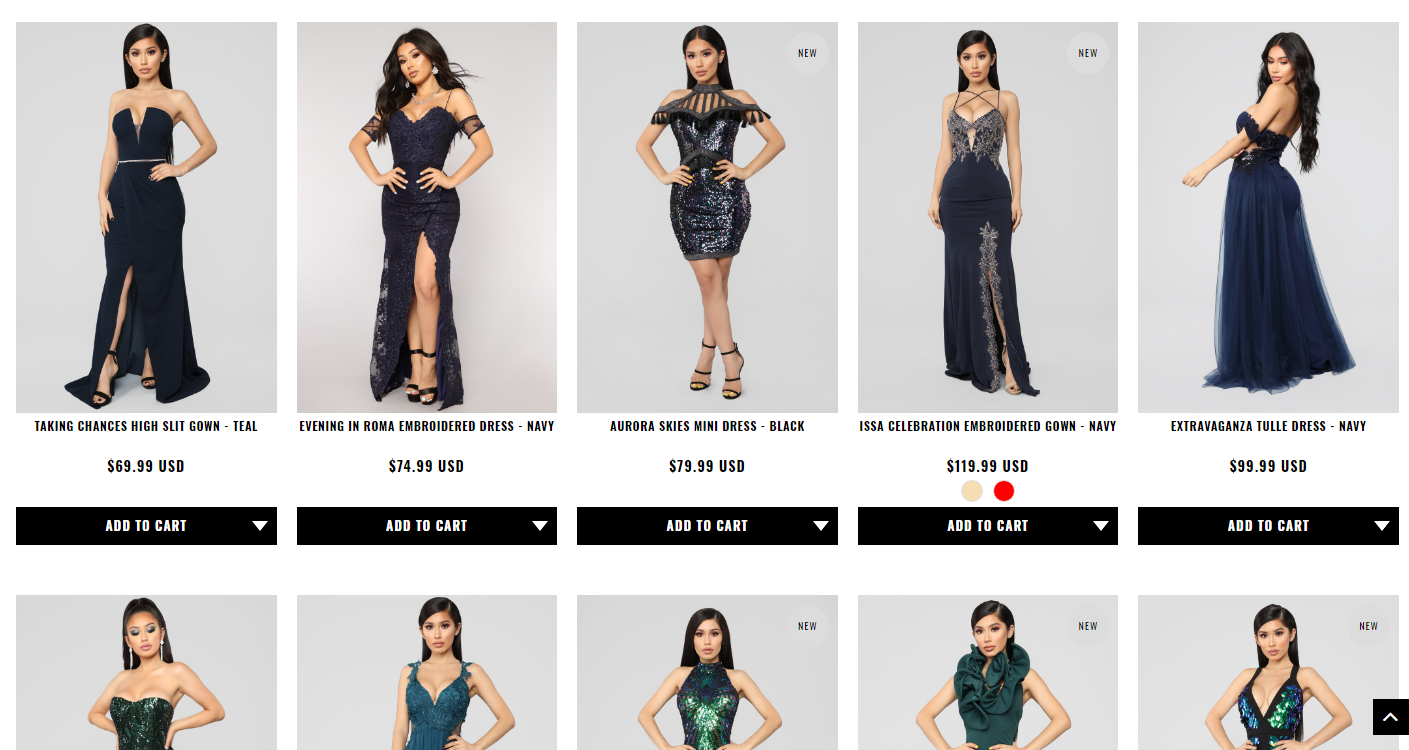 NEW
NEW
TAKING CHANCES HIGH SLIT GOWN - TEAL
EVENING IN ROMA EMBROIDERED DRESS - NAVY
AURORA SKIES MINI DRESS - BLACK
ISSA CELEBRATION EMBROIDERED GOWN - NAVY
EXTRAVAGANZA TULLE DRESS - NAVY
$69.99 USD
$74.99 USD
$79.99 USD
$119.99 USD
$99.99 USD
ADD TO CART
ADD TO CART
ADD TO CART
ADD TO CART
ADD TO CART
NEW
NEW
NEW